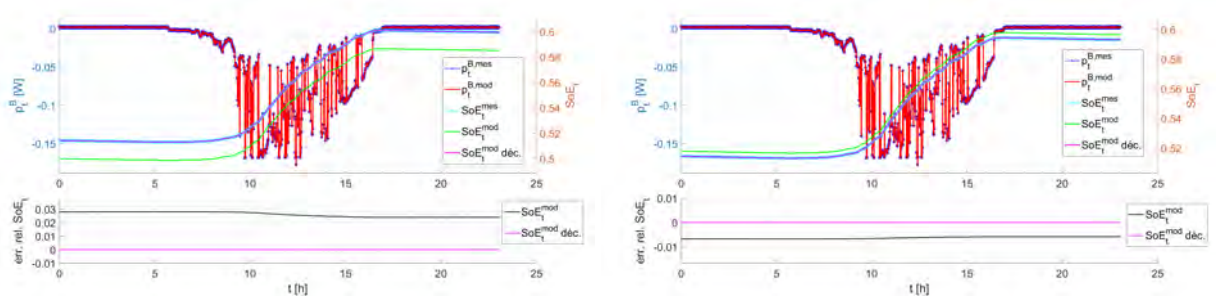 0
-0.05
-0.1
-0.15
p_t^B [W]
0.6
0.58
0.56
0.54
0.52
0.5
SoE_t
p_t^{B,mes}
p_t^{B,mod}
SoE_t^{mes}
SoE_t^{mod}
SoE_t^{mod} déc.
0 5 10 15 20 25
0.03
0.02
0.01
0
-0.01
err. rel. SoE_t
SoE_t^{mod}
SoE_t^{mod} déc.
0 5 10 15 20 25
t [h]
0
-0.05
-0.1
-0.15
p_t^B [W]
0.6
0.58
0.56
0.54
0.52
SoE_t
p_t^{B,mes}
p_t^{B,mod}
SoE_t^{mes}
SoE_t^{mod}
SoE_t^{mod} déc.
0 5 10 15 20 25
0.01
0
-0.01
err. rel. SoE_t
SoE_t^{mod}
SoE_t^{mod} déc.
0 5 10 15 20 25
t [h]